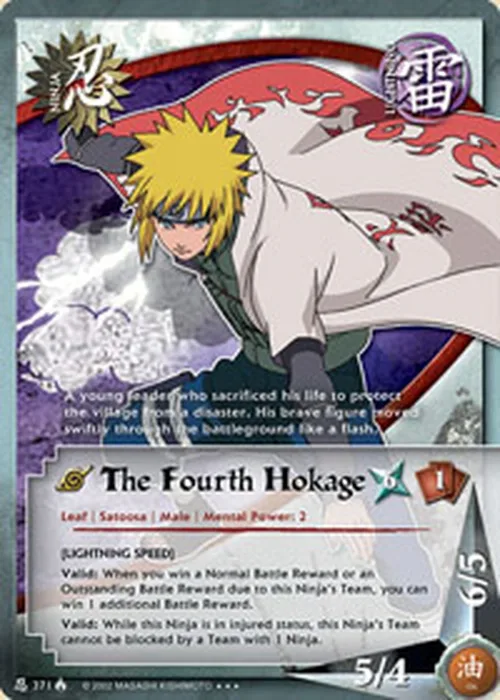 忍
NINJA
雷
LIGHTNING
A young leader who sacrificed his life to protect
the village from a disaster. His brave figure moved
swiftly through the battleground like a flash.
The Fourth Hokage
6
1
Leaf | Satoosa | Male | Mental Power: 2
[LIGHTNING SPEED]
Valid: When you win a Normal Battle Reward or an
Outstanding Battle Reward due to this Ninja's Team, you can
win 1 additional Battle Reward.
Valid: While this Ninja is in injured status, this Ninja's Team
cannot be blocked by a Team with 1 Ninja.
6/5
5/4
油
371
© 2002 MASASHI KISHIMOTO